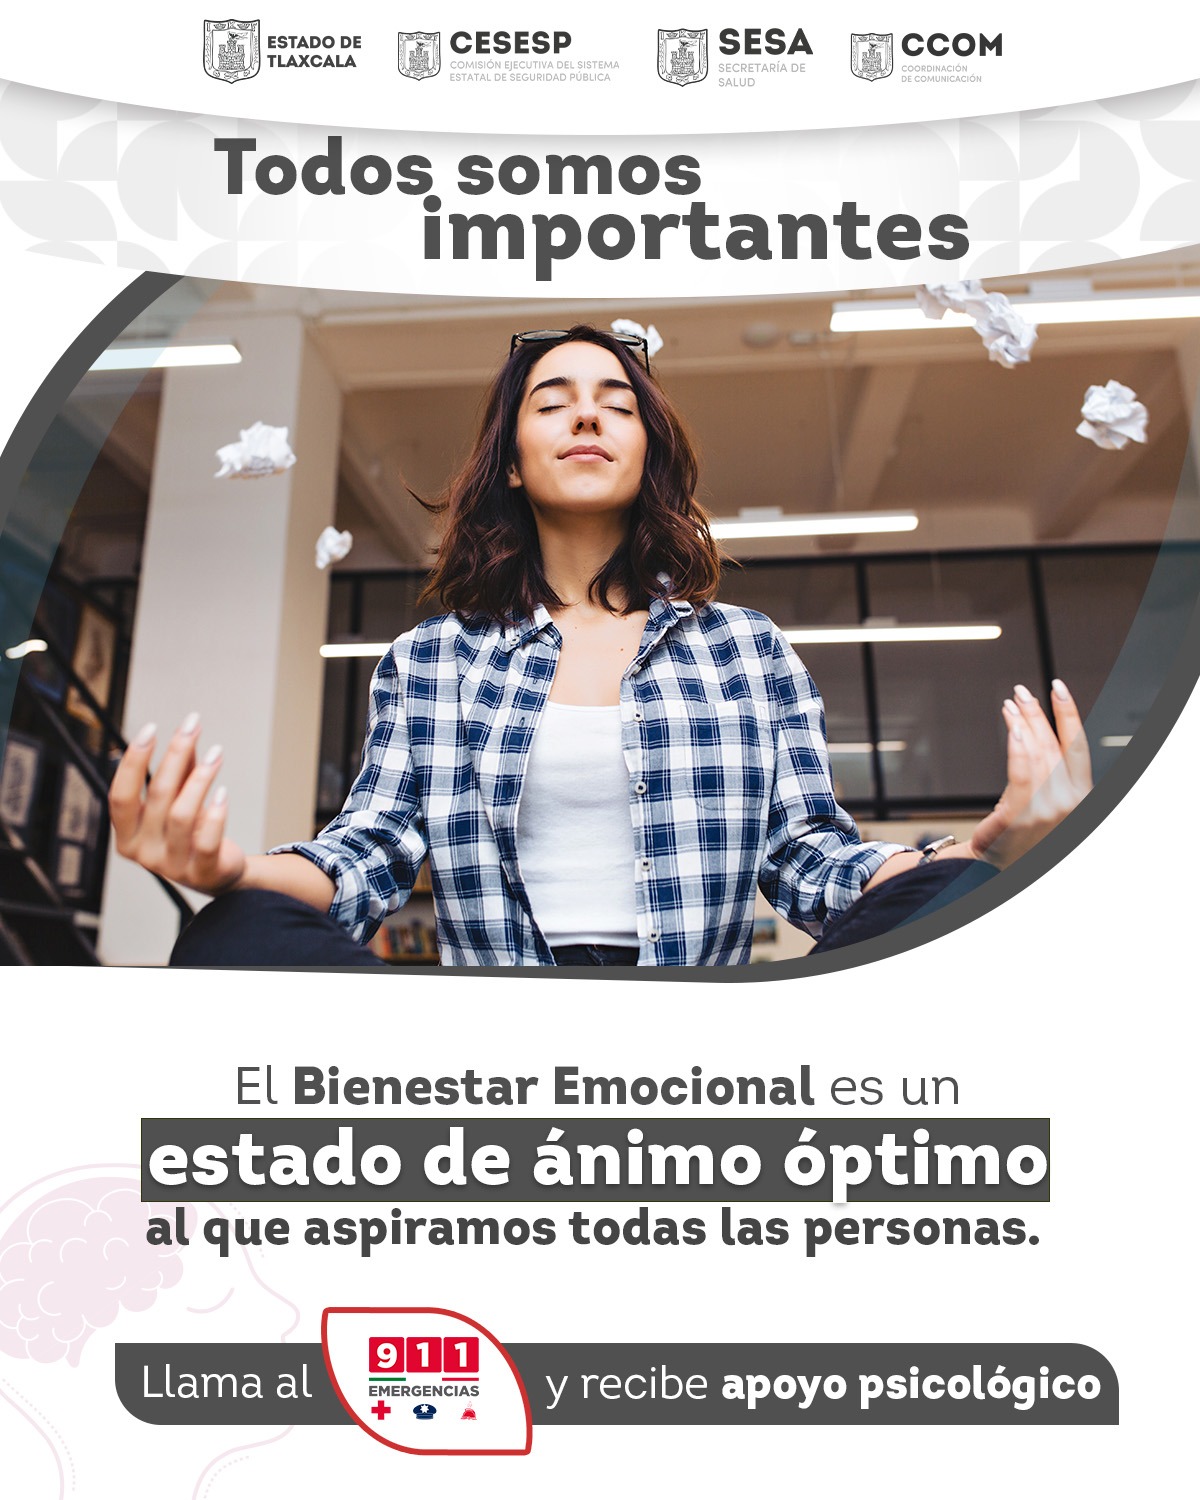 ESTADO DE
TLAXCALA
CESESP
COMISIÓN EJECUTIVA DEL SISTEMA
ESTATAL DE SEGURIDAD PÚBLICA
SESA
SECRETARÍA DE
SALUD
CCOM
COORDINACIÓN
DE COMUNICACIÓN
Todos somos
importantes
El Bienestar Emocional es un
estado de ánimo óptimo
al que aspiramos todas las personas.
Llama al 911 y recibe apoyo psicológico
EMERGENCIAS